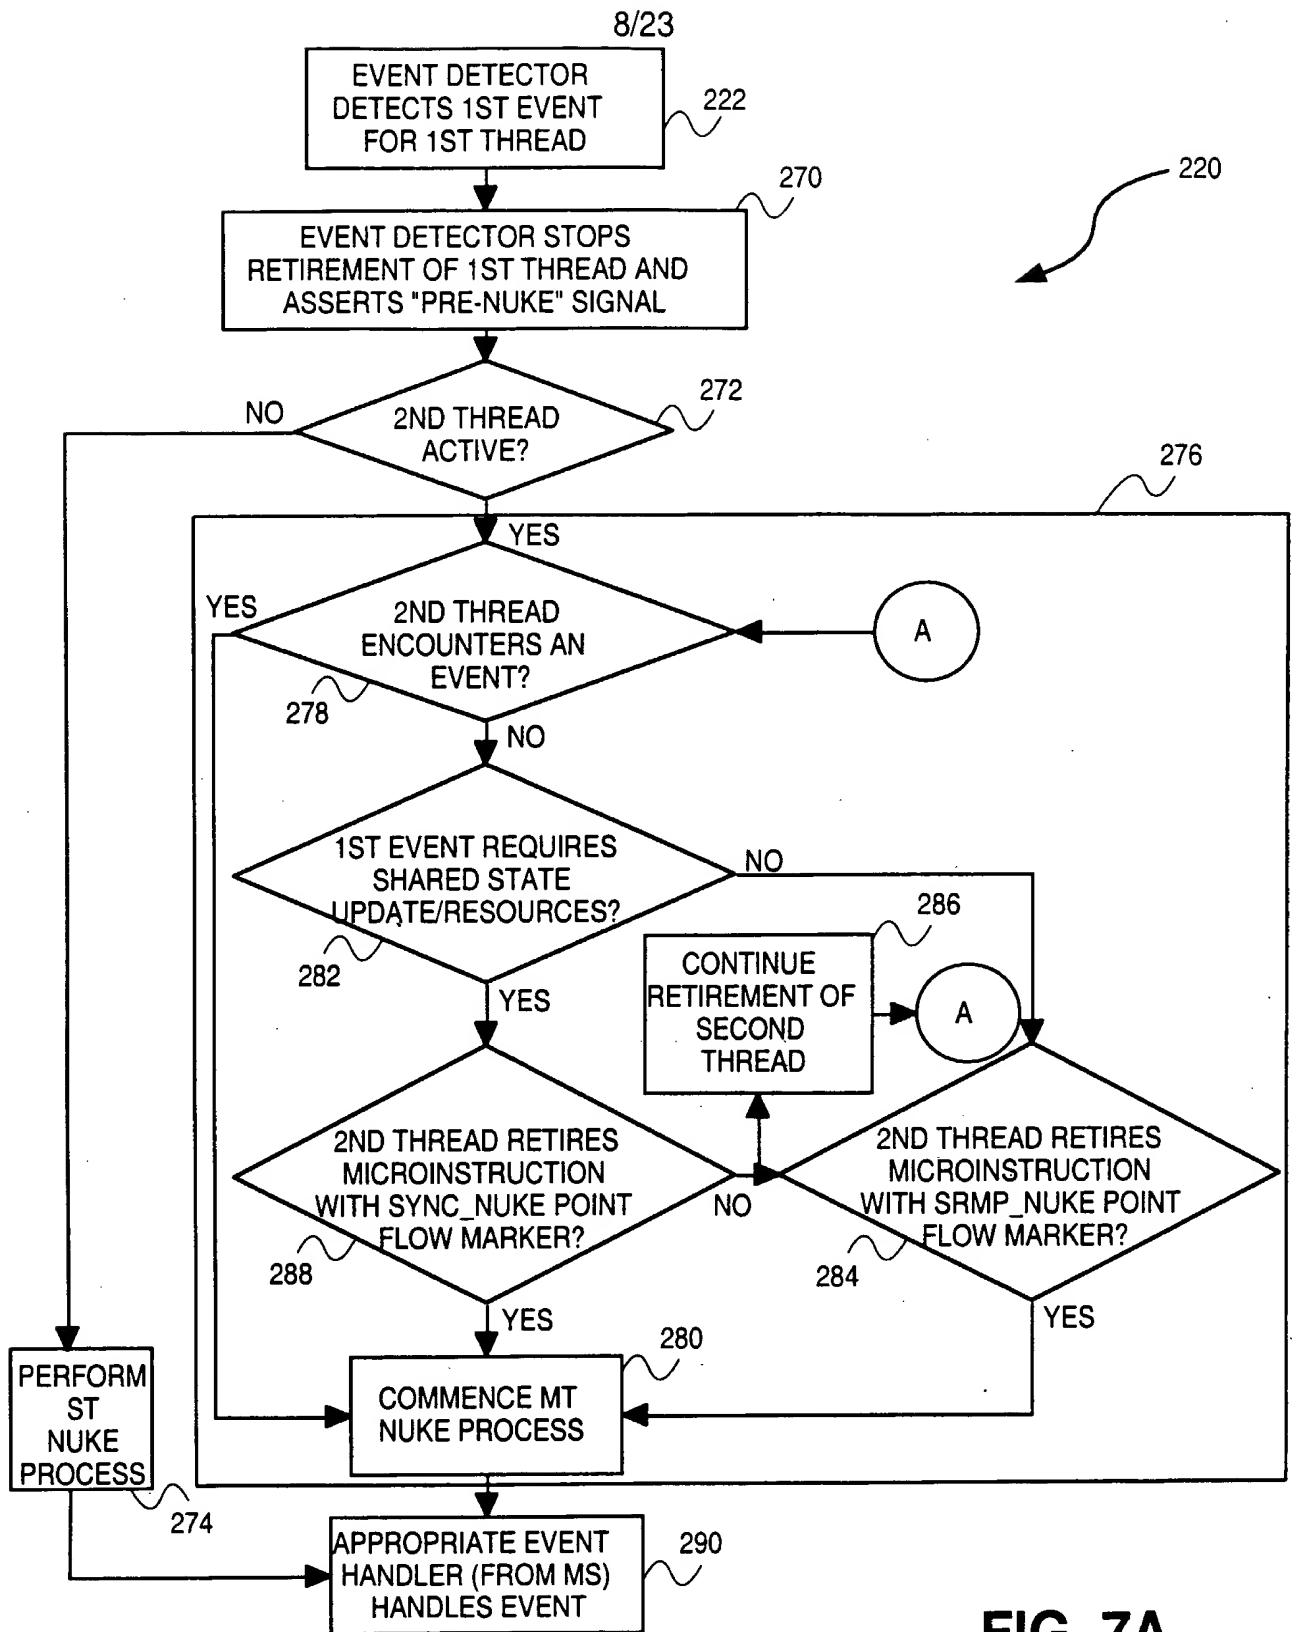 8/23
EVENT DETECTOR
DETECTS 1ST EVENT
FOR 1ST THREAD
222
270
220
EVENT DETECTOR STOPS
RETIREMENT OF 1ST THREAD AND
ASSERTS "PRE-NUKE" SIGNAL
272
NO
2ND THREAD
ACTIVE?
276
YES
YES
2ND THREAD
ENCOUNTERS AN
EVENT?
A
278
NO
1ST EVENT REQUIRES
SHARED STATE
UPDATE/RESOURCES?
NO
282
286
YES
CONTINUE
RETIREMENT OF
SECOND
THREAD
A
2ND THREAD RETIRES
MICROINSTRUCTION
WITH SYNC_NUKE POINT
FLOW MARKER?
NO
288
2ND THREAD RETIRES
MICROINSTRUCTION
WITH SRMP_NUKE POINT
FLOW MARKER?
284
YES
YES
280
COMMENCE MT
NUKE PROCESS
PERFORM
ST
NUKE
PROCESS
274
APPROPRIATE EVENT
HANDLER (FROM MS)
HANDLES EVENT
290
FIG. 7A